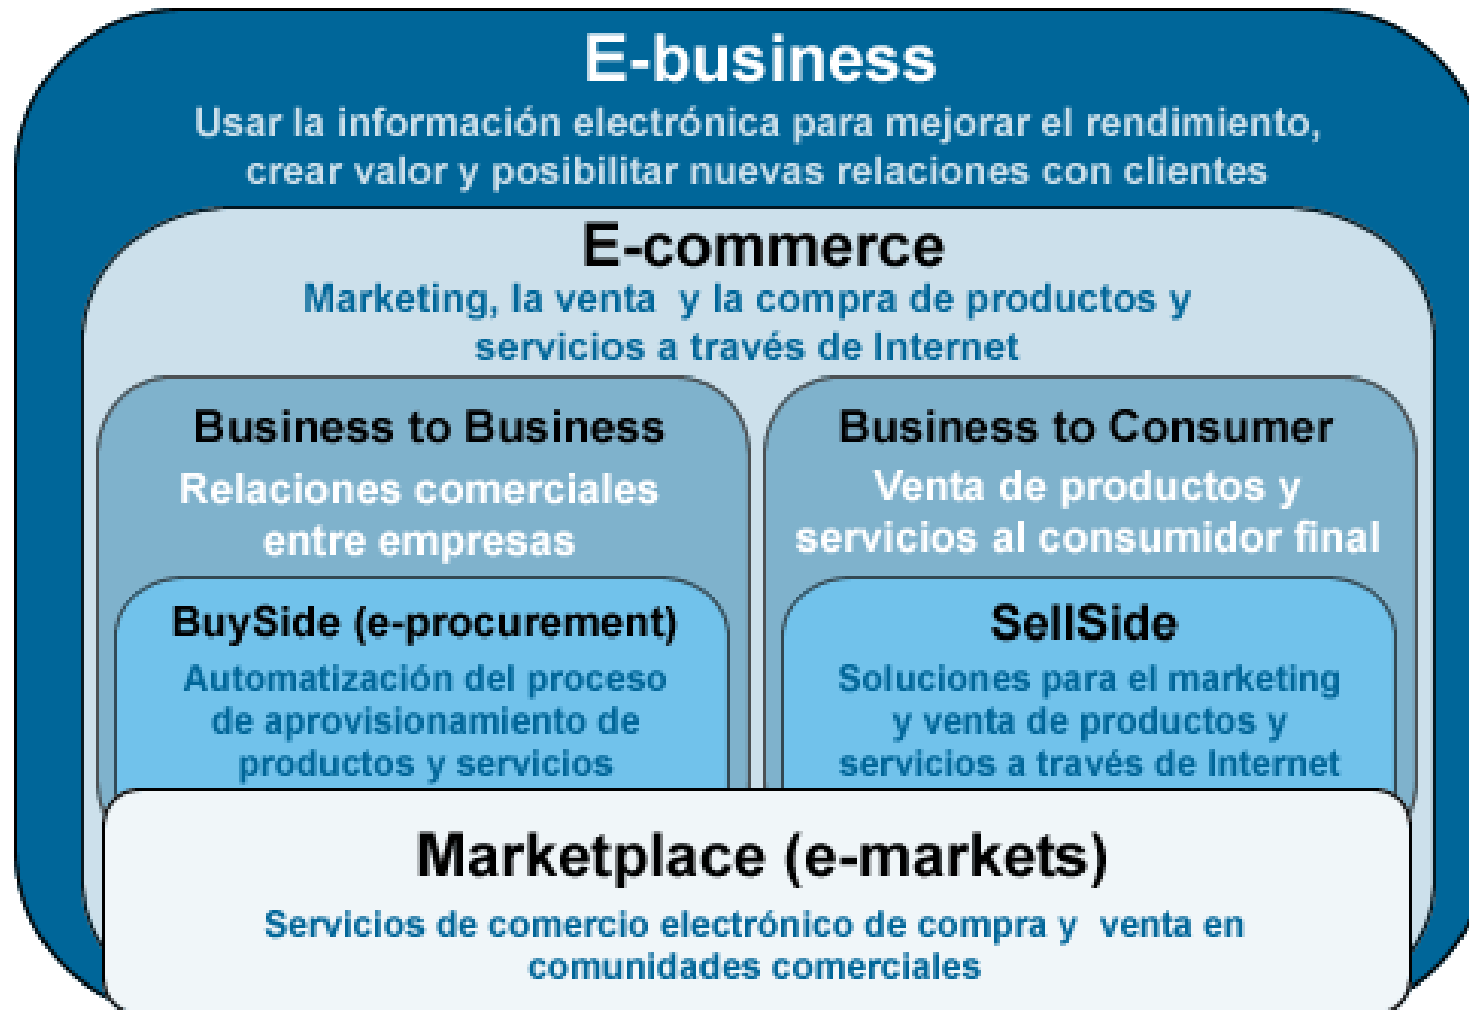 E-business
Usar la información electrónica para mejorar el rendimiento,
crear valor y posibilitar nuevas relaciones con clientes
E-commerce
Marketing, la venta y la compra de productos y
servicios a través de Internet
Business to Business
Relaciones comerciales
entre empresas
BuySide (e-procurement)
Automatización del proceso
de aprovisionamiento de
productos y servicios
Business to Consumer
Venta de productos y
servicios al consumidor final
SellSide
Soluciones para el marketing
y venta de productos y
servicios a través de Internet
Marketplace (e-markets)
Servicios de comercio electrónico de compra y venta en
comunidades comerciales